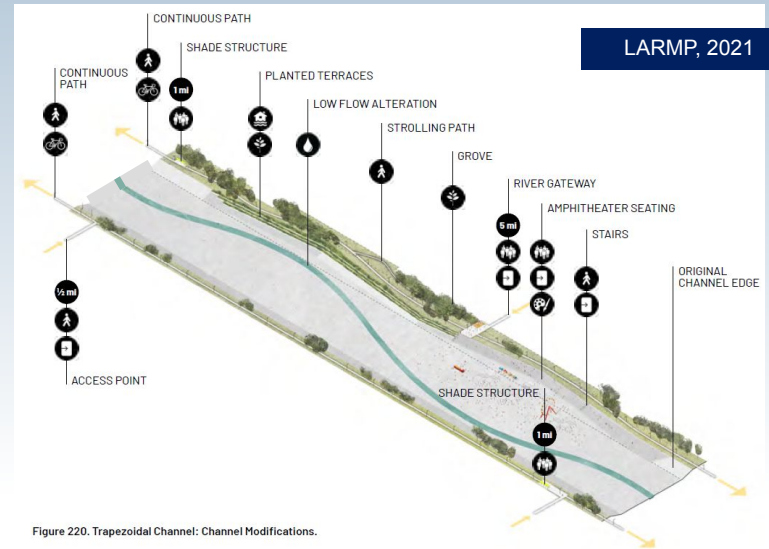 LARMP, 2021
CONTINUOUS PATH
SHADE STRUCTURE
1 mi
CONTINUOUS
PATH
PLANTED TERRACES
LOW FLOW ALTERATION
STROLLING PATH
GROVE
RIVER GATEWAY
5 mi
AMPHITHEATER SEATING
STAIRS
ORIGINAL
CHANNEL EDGE
½ mi
ACCESS POINT
SHADE STRUCTURE
1 mi
Figure 220. Trapezoidal Channel: Channel Modifications.